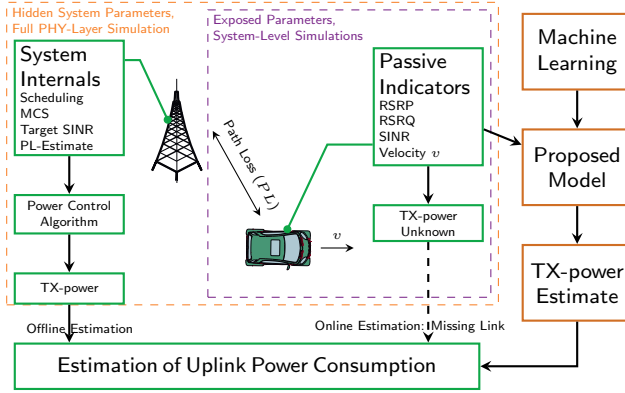 Hidden System Parameters,
Full PHY-Layer Simulation
Exposed Parameters,
System-Level Simulations
System
Internals
Scheduling
MCS
Target SINR
PL-Estimate
Power Control
Algorithm
TX-power
Offline Estimation
Path Loss (PL)
v
Passive
Indicators
RSRP
RSRQ
SINR
Velocity v
TX-power
Unknown
Online Estimation: Missing Link
Machine
Learning
Proposed
Model
TX-power
Estimate
Estimation of Uplink Power Consumption